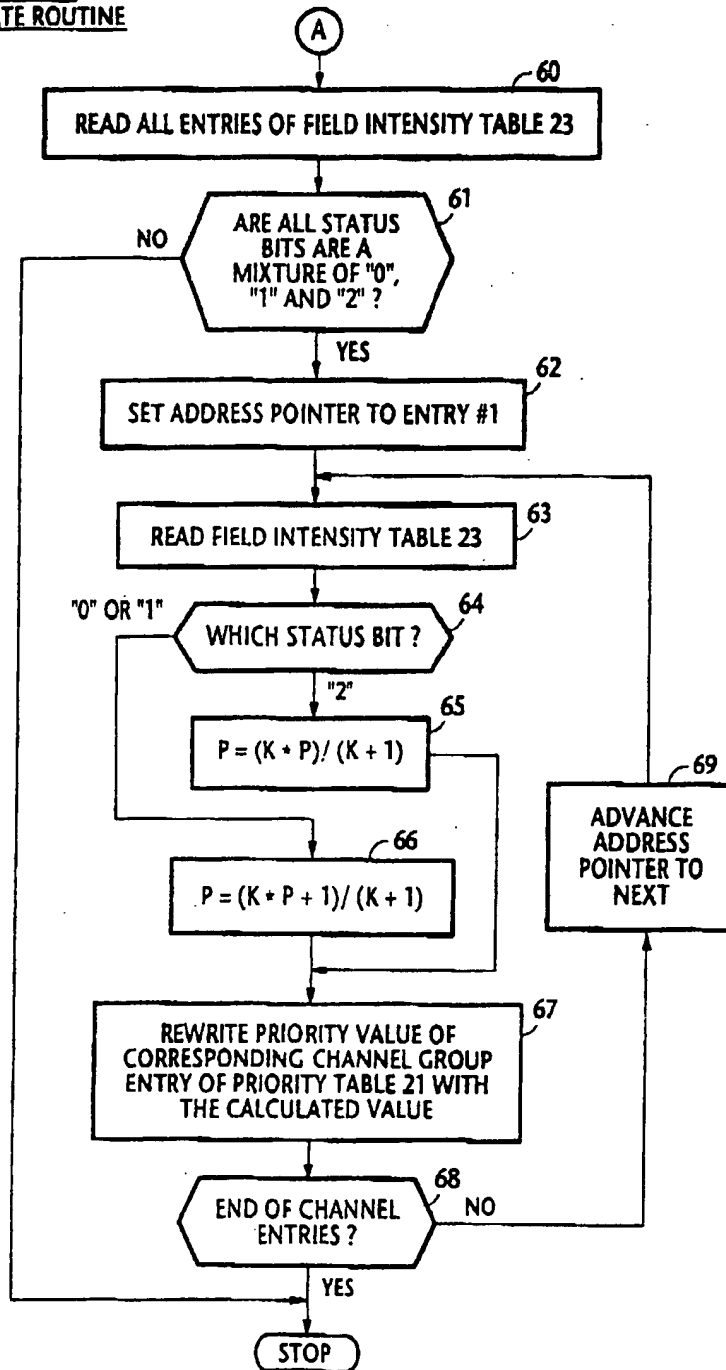 TE ROUTINE
A
60
READ ALL ENTRIES OF FIELD INTENSITY TABLE 23
61
ARE ALL STATUS
BITS ARE A
MIXTURE OF "0",
"1" AND "2" ?
NO
YES
62
SET ADDRESS POINTER TO ENTRY #1
63
READ FIELD INTENSITY TABLE 23
64
"0" OR "1"
WHICH STATUS BIT ?
"2"
65
P = (K * P) / (K + 1)
66
P = (K * P + 1) / (K + 1)
69
ADVANCE
ADDRESS
POINTER TO
NEXT
67
REWRITE PRIORITY VALUE OF
CORRESPONDING CHANNEL GROUP
ENTRY OF PRIORITY TABLE 21 WITH
THE CALCULATED VALUE
68
END OF CHANNEL
ENTRIES ?
NO
YES
STOP